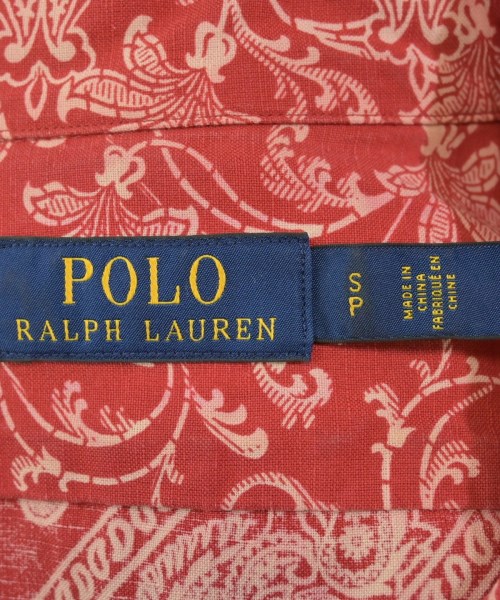 POLO
RALPH LAUREN
S
P
MADE IN
CHINA
FABRIQUÉ EN
CHINE